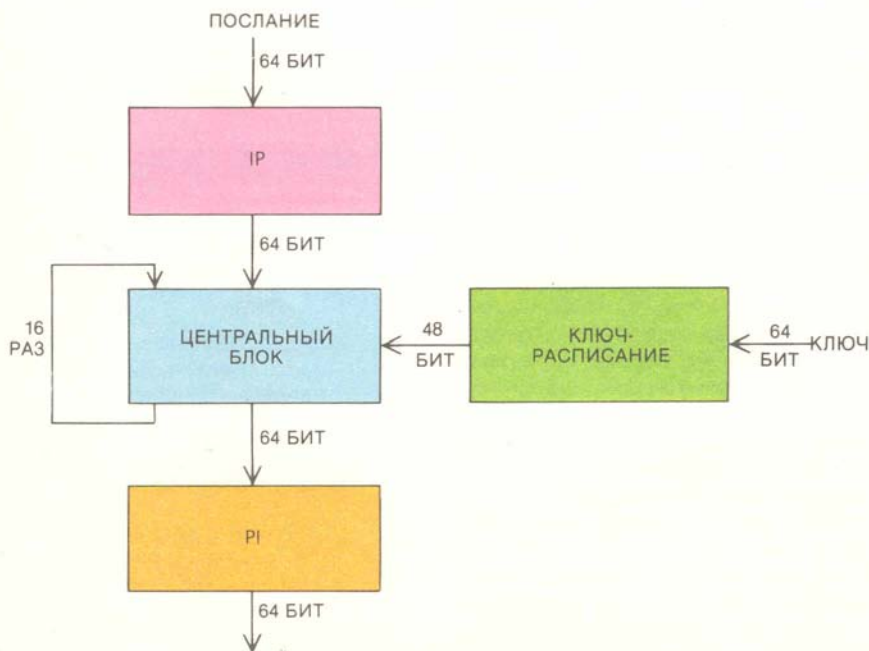 ПОСЛАНИЕ
64 БИТ
IP
64 БИТ
16
РАЗ
ЦЕНТРАЛЬНЫЙ
БЛОК
48
БИТ
КЛЮЧ-
РАСПИСАНИЕ
64
БИТ
КЛЮЧ
64 БИТ
PI
64 БИТ